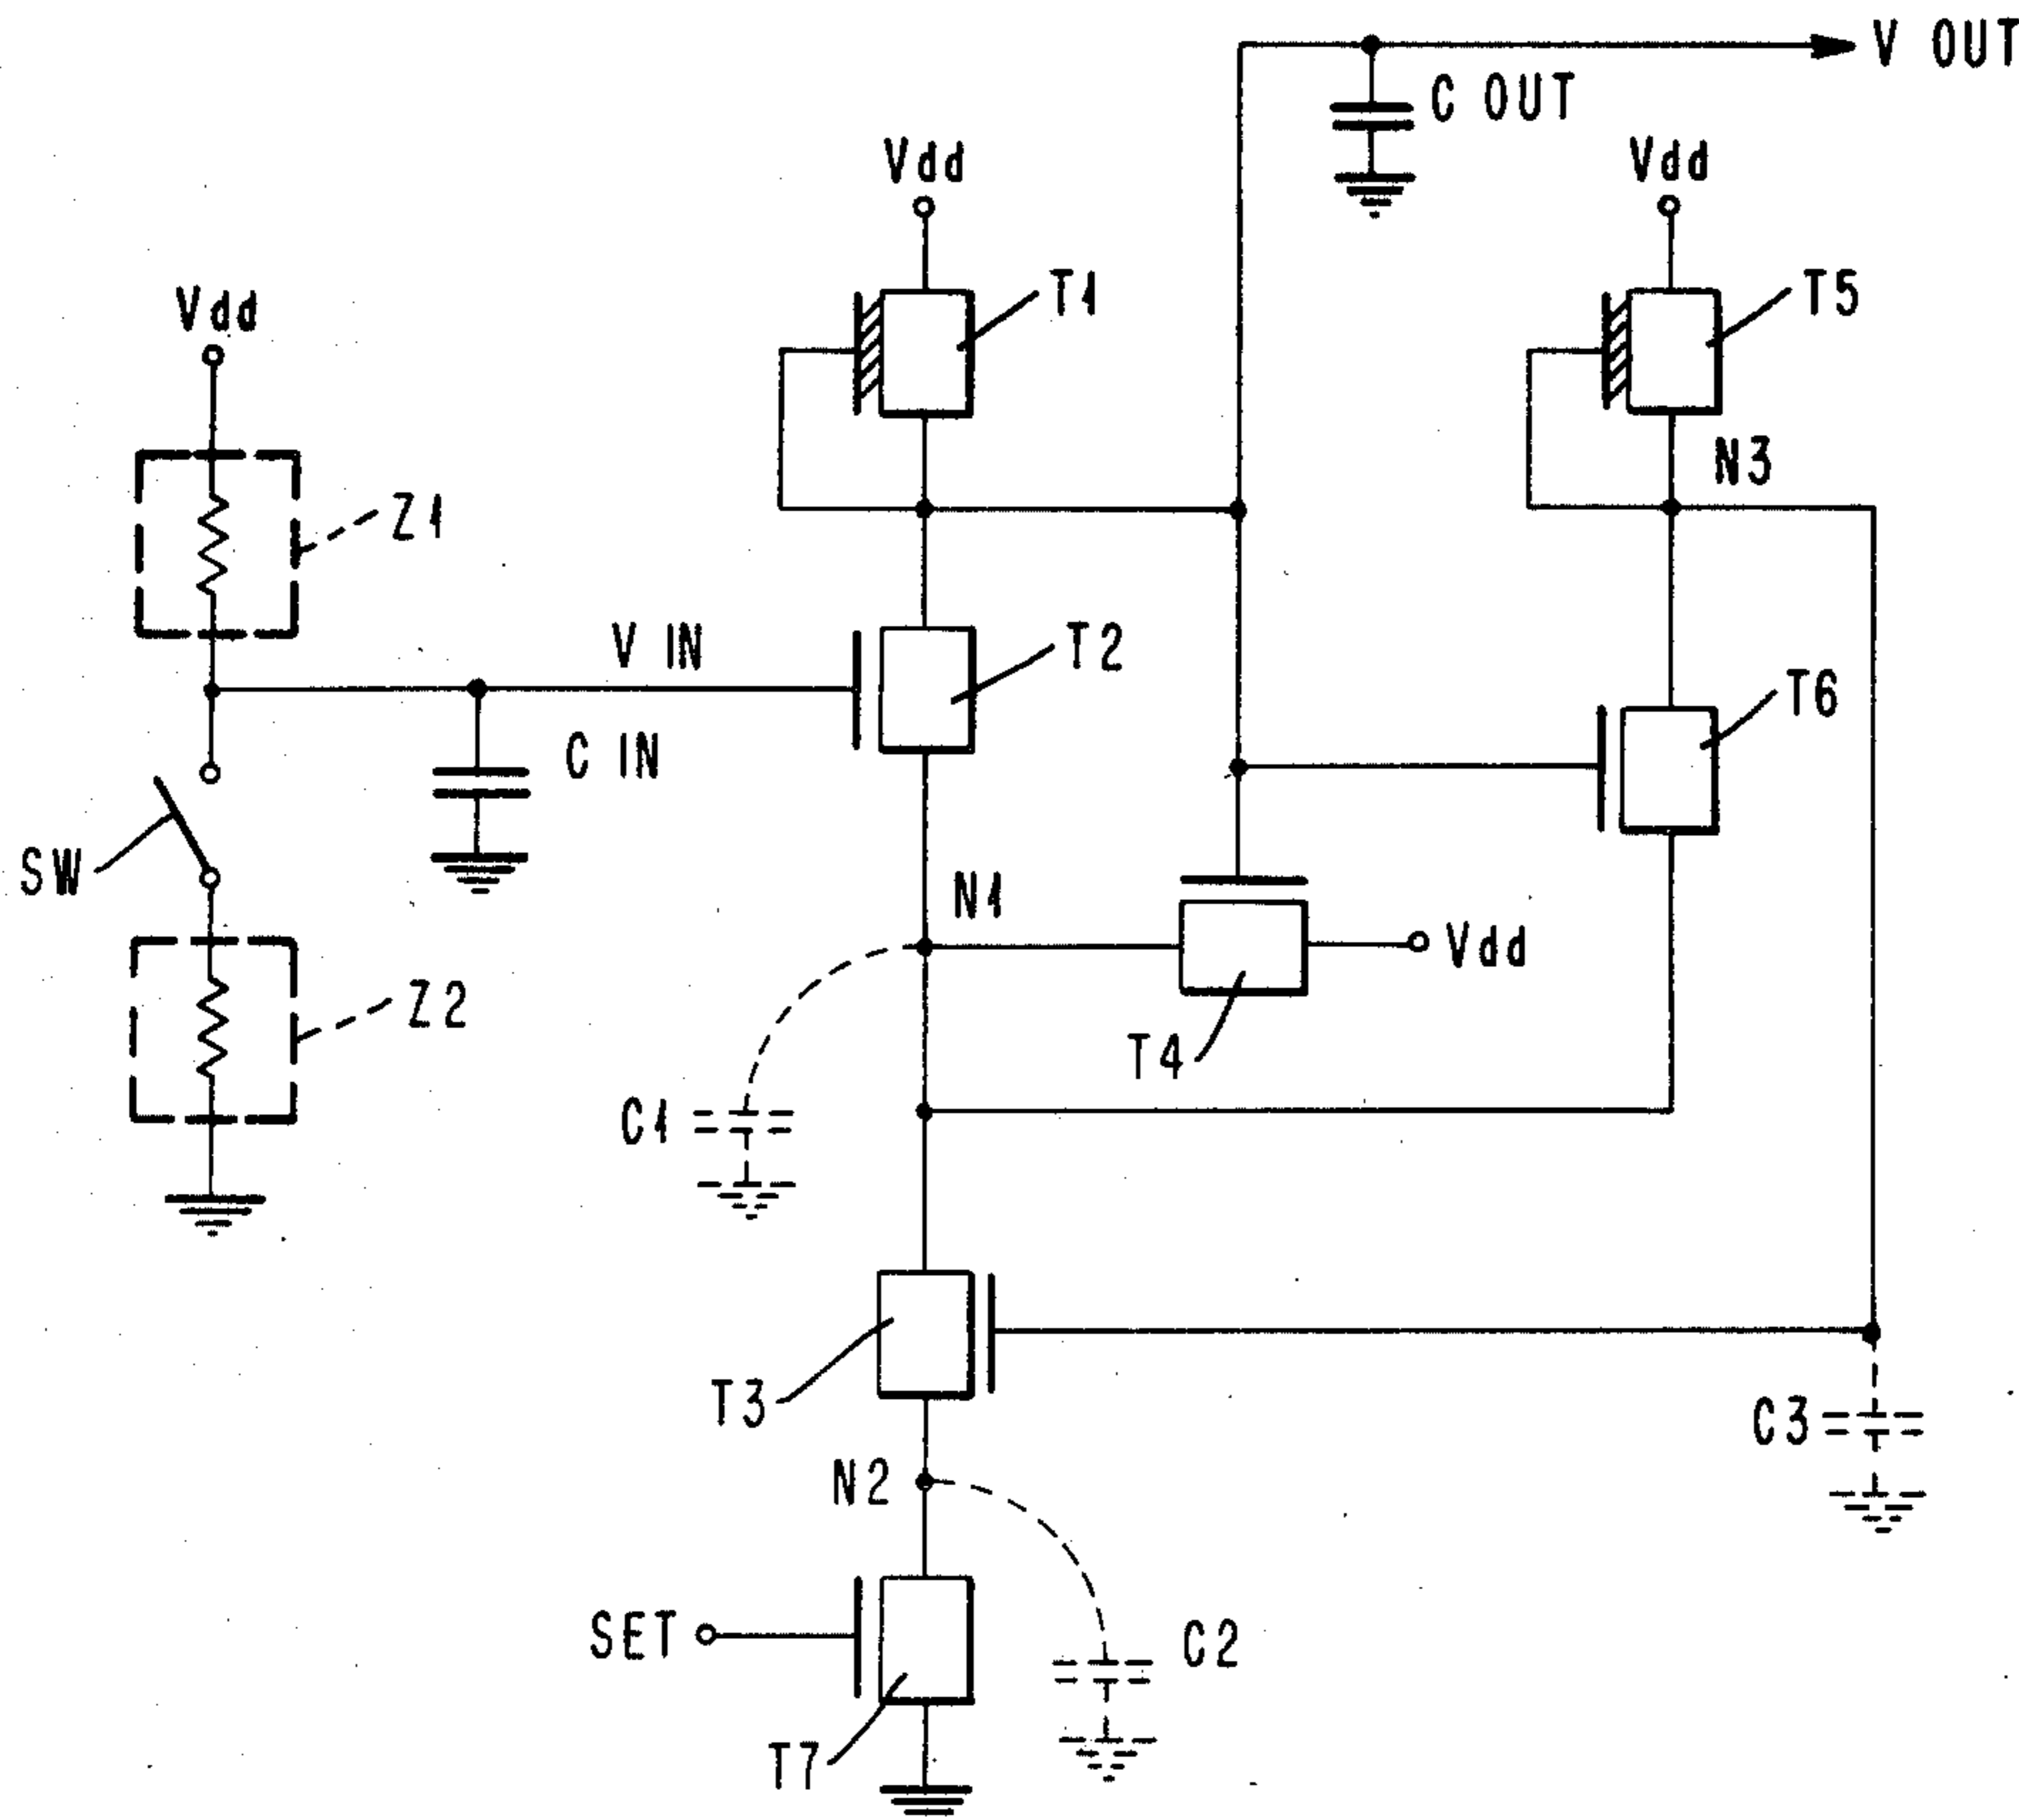 V OUT
C OUT
Vdd
Vdd
T1
T5
Vdd
N3
Z1
V IN
T2
T6
C IN
SW
N1
Vdd
Z2
T4
C1
T3
C3
N2
SET
C2
T7